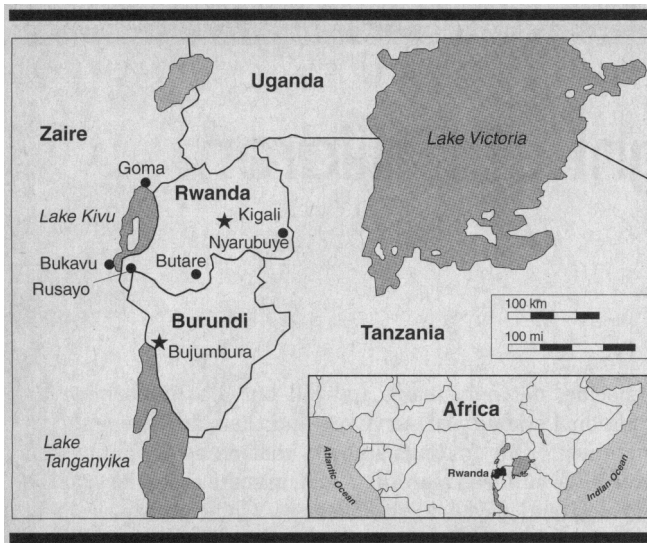 Uganda
Zaire
Lake Victoria
Goma
Rwanda
Lake Kivu
Kigali
Nyarubuye
Bukavu
Butare
Rusayo
100 km
100 mi
Burundi
Tanzania
Bujumbura
Lake
Tanganyika
Africa
Atlantic Ocean
Rwanda
Indian Ocean